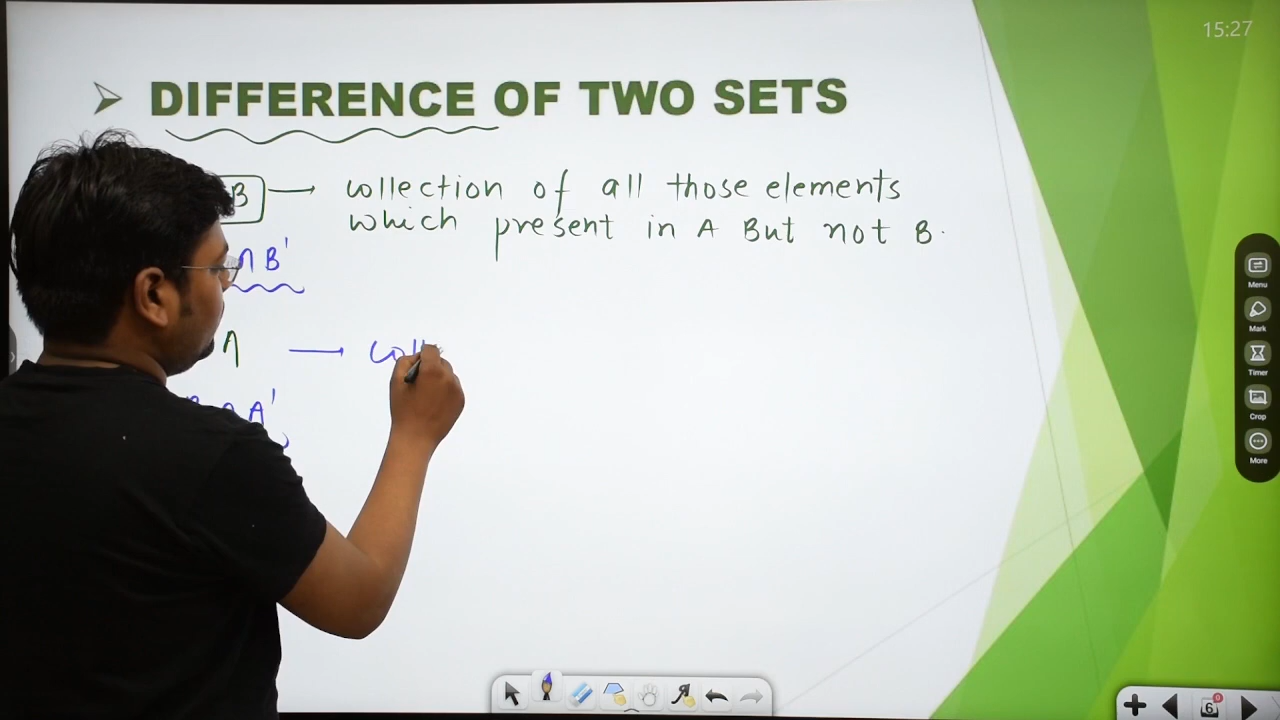 15:27
➢ DIFFERENCE OF TWO SETS
B → collection of all those elements
which present in A But not B.
∩ B'
→ coll
∩ A'
Menu
Mark
Timer
Crop
More
6